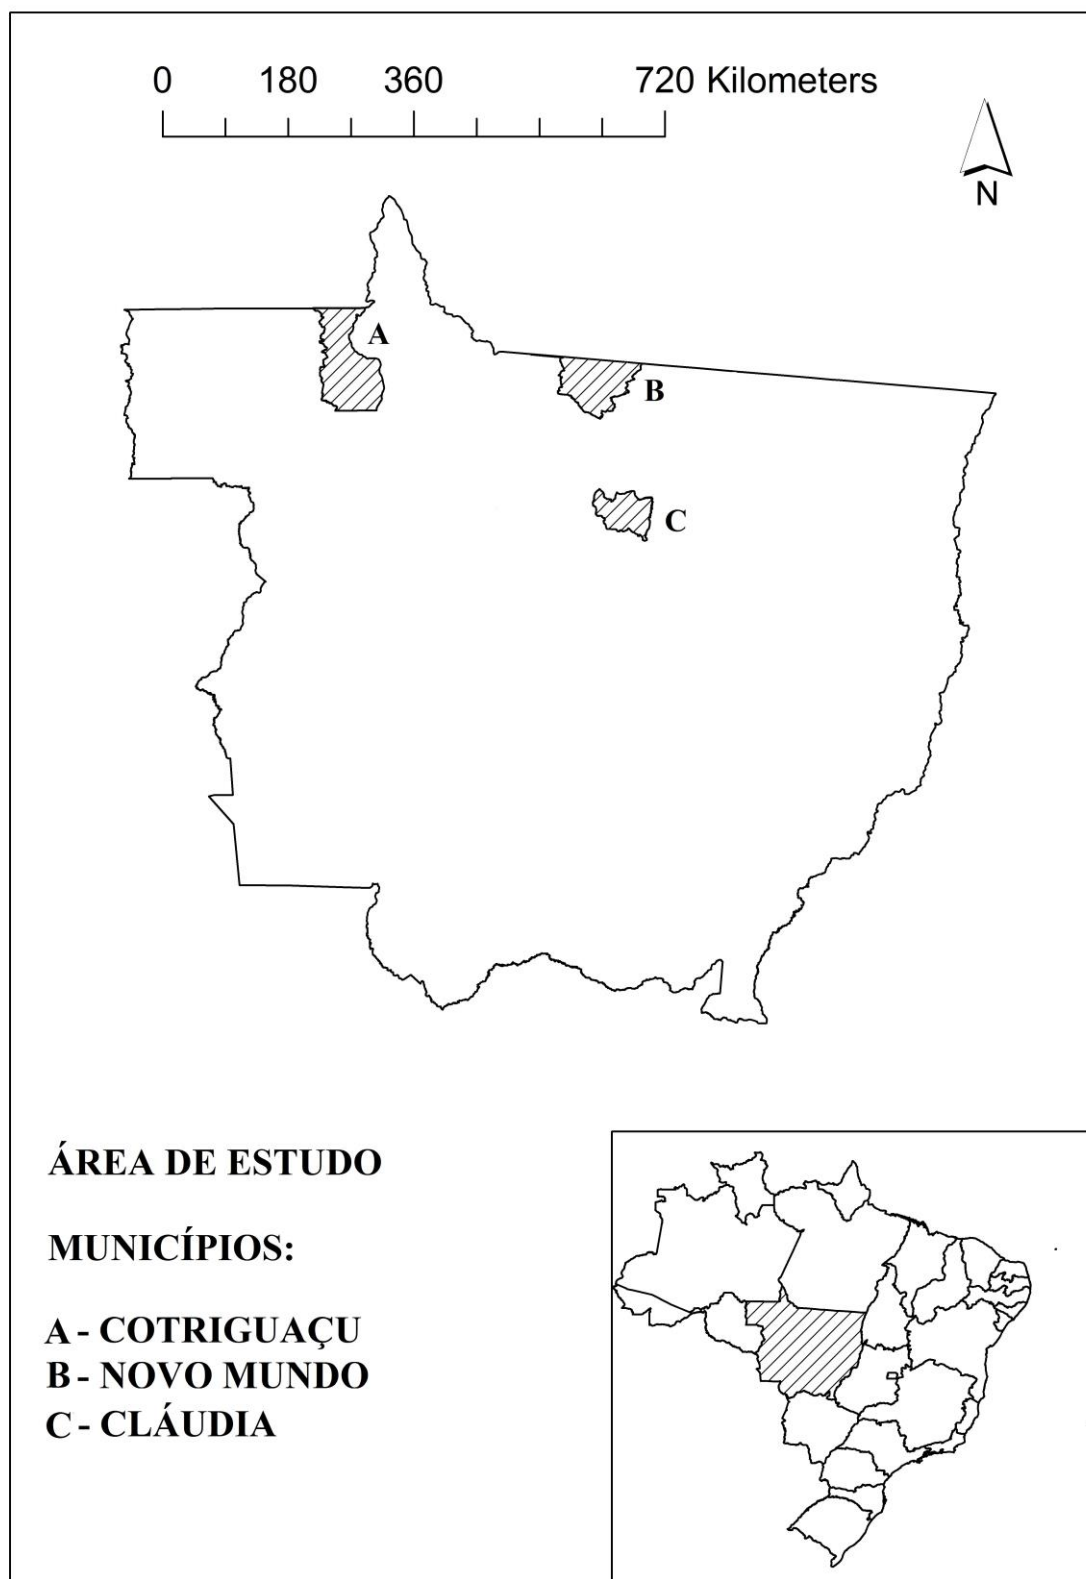 0 180 360 720 Kilometers
N
A
B
C
ÁREA DE ESTUDO
MUNICÍPIOS:
A - COTRIGUAÇU
B - NOVO MUNDO
C - CLÁUDIA